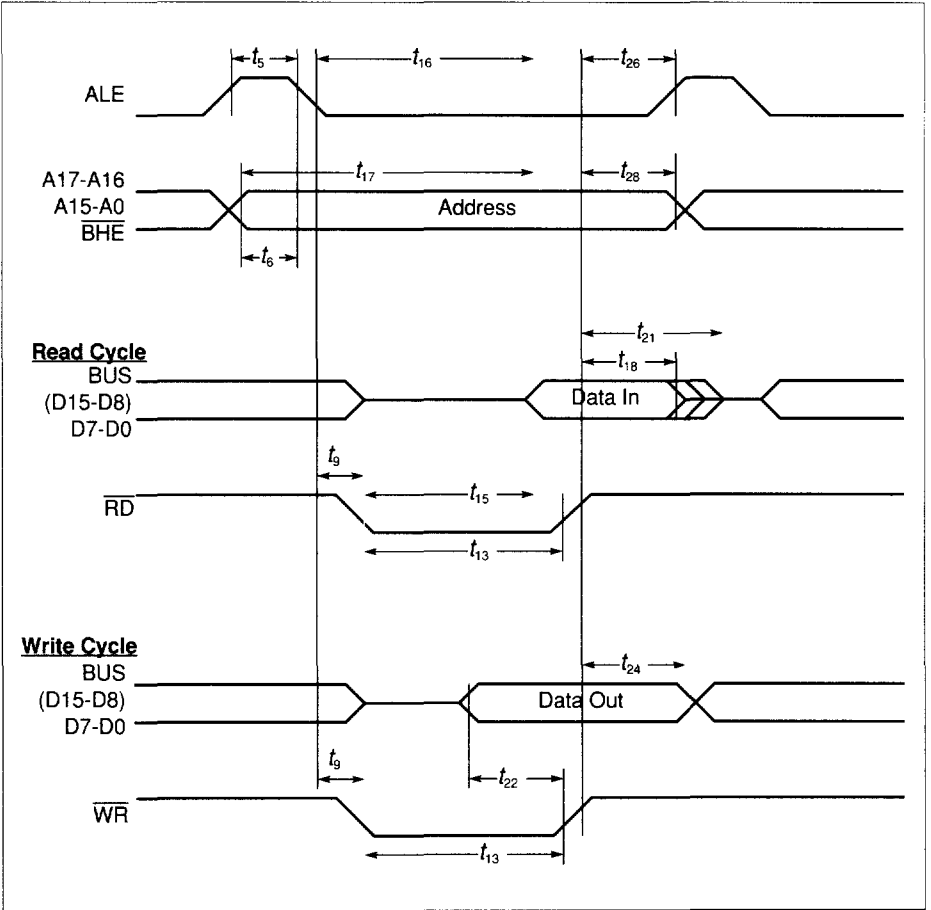 t5
t16
t26
ALE
A17-A16
t17
t28
A15-A0
Address
BHE
t6
t21
Read Cycle
t18
BUS
(D15-D8)
Data In
D7-D0
t9
RD
t15
t13
Write Cycle
BUS
t24
(D15-D8)
Data Out
D7-D0
t9
t22
WR
t13